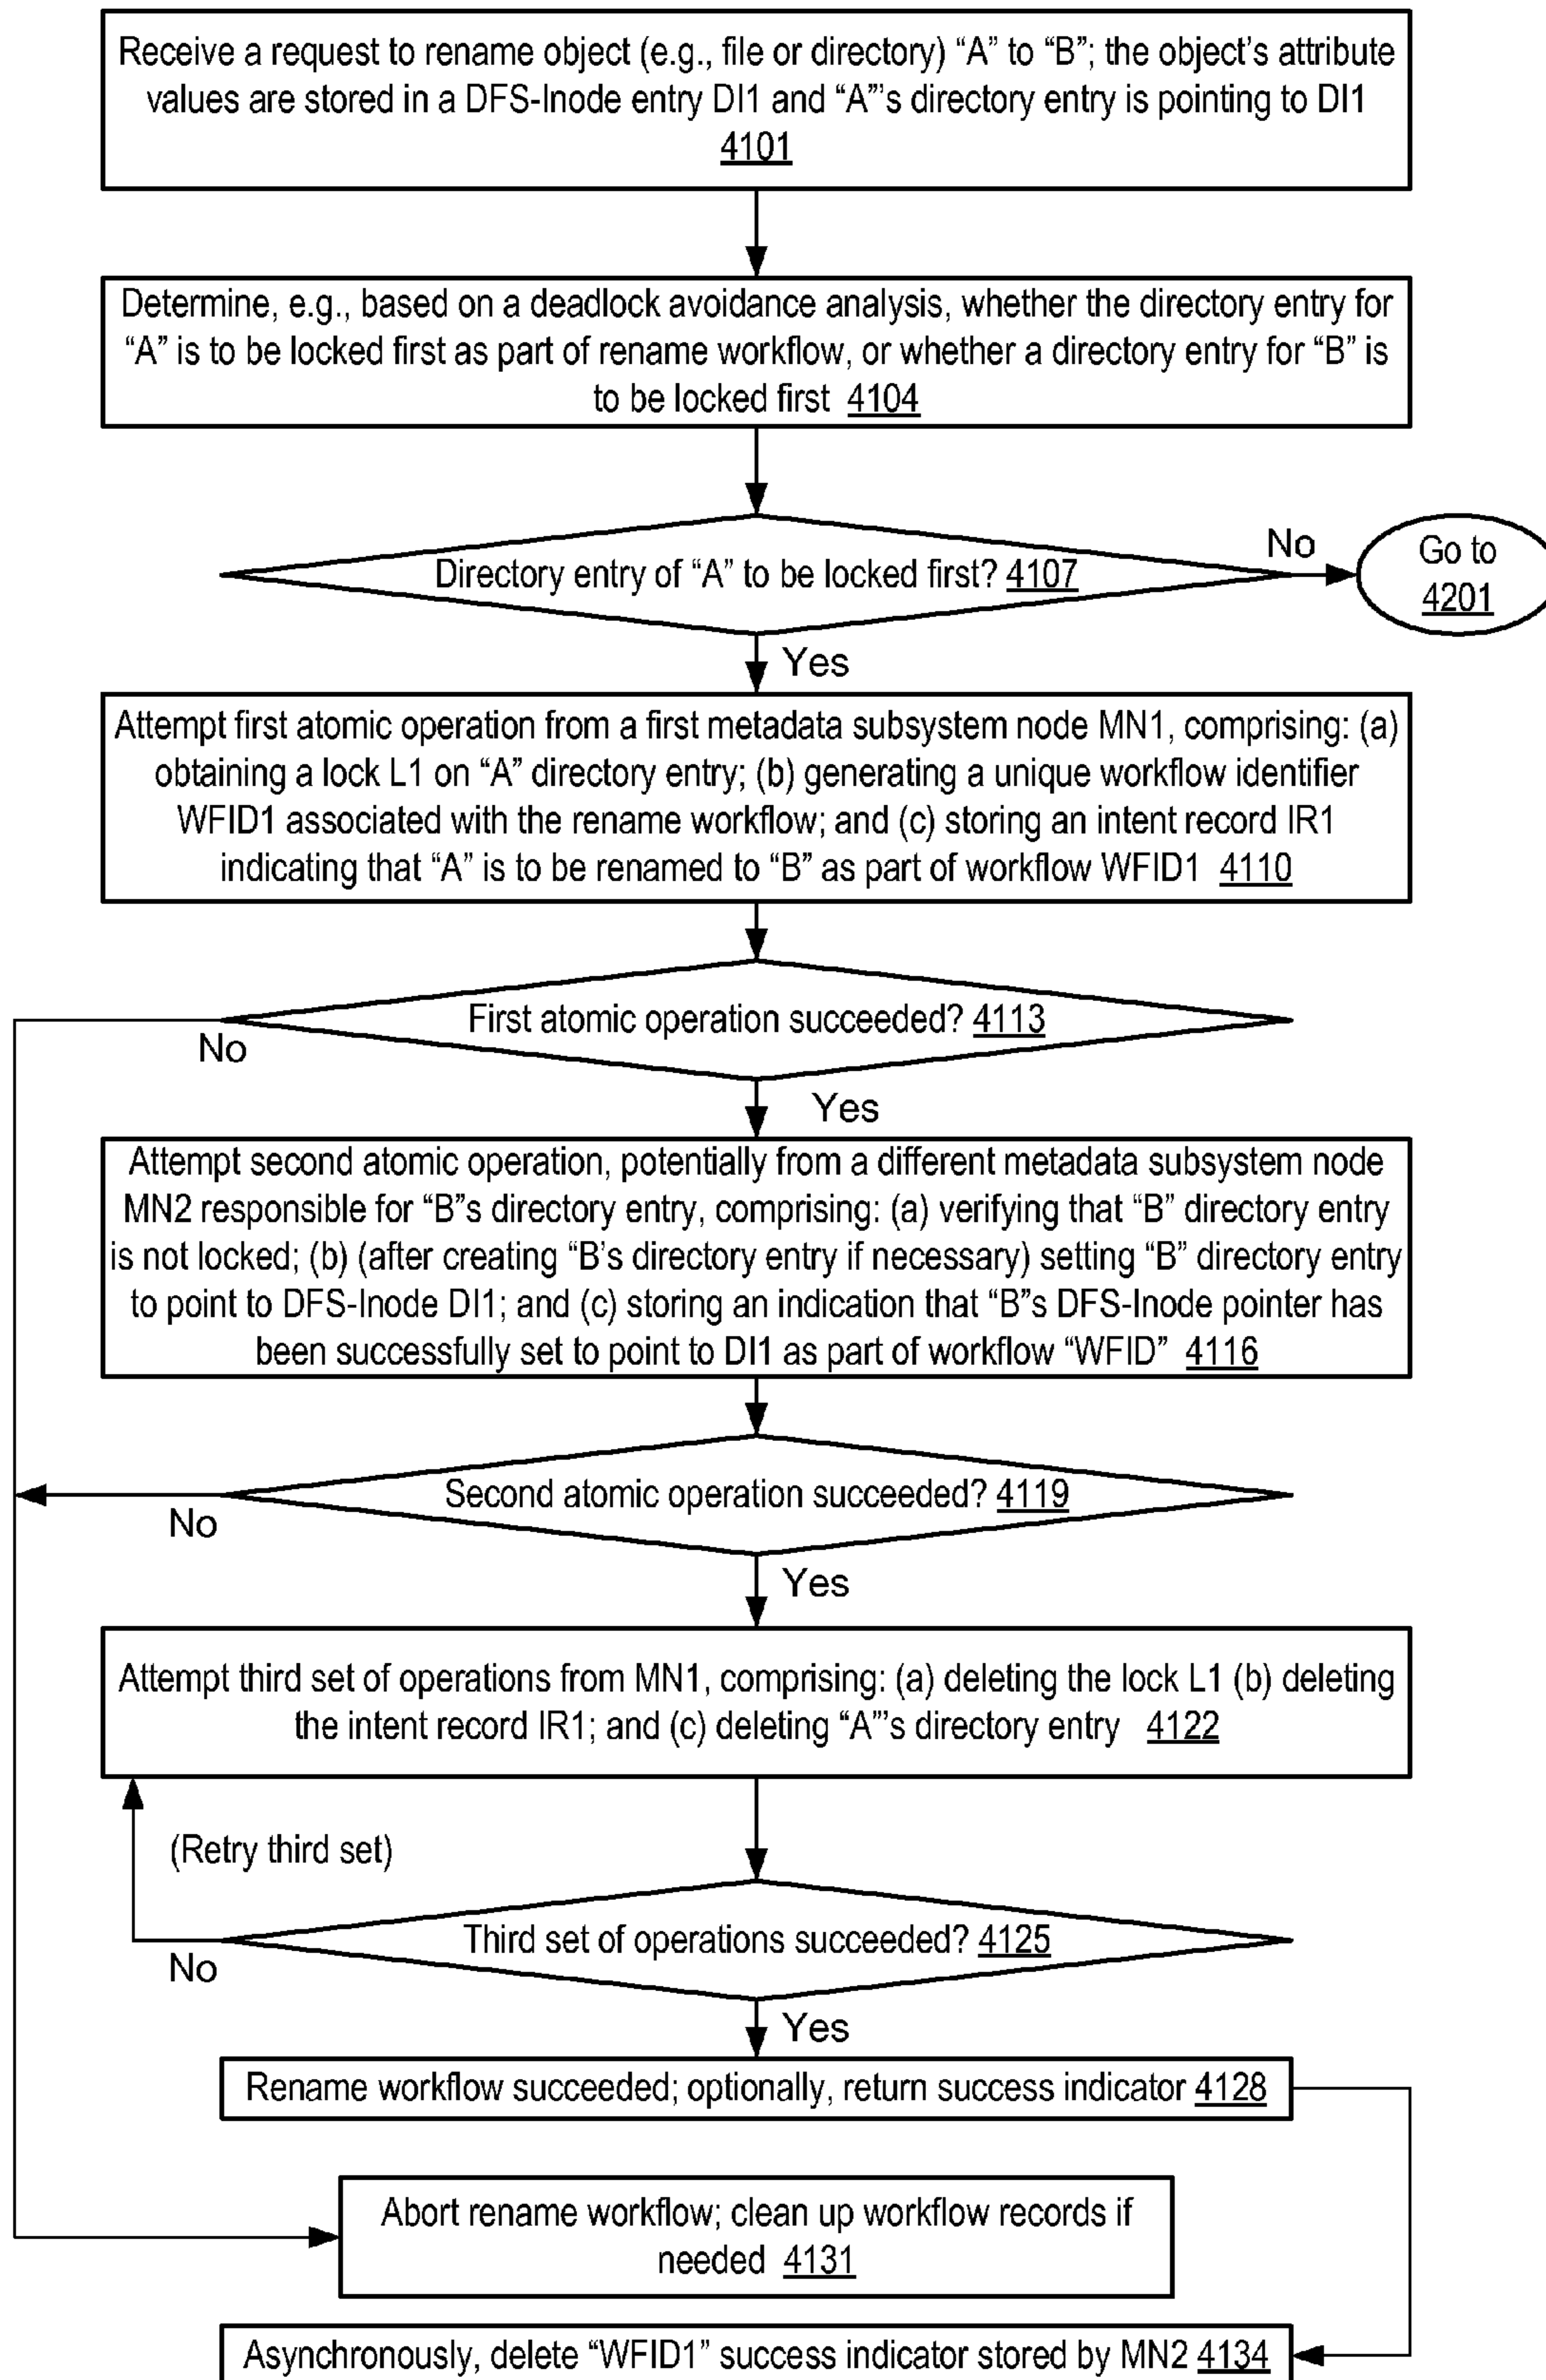 Receive a request to rename object (e.g., file or directory) “A” to “B”; the object’s attribute
values are stored in a DFS-Inode entry DI1 and “A”’s directory entry is pointing to DI1
4101
Determine, e.g., based on a deadlock avoidance analysis, whether the directory entry for
“A” is to be locked first as part of rename workflow, or whether a directory entry for “B” is
to be locked first 4104
Directory entry of “A” to be locked first? 4107
No
Go to
4201
Yes
Attempt first atomic operation from a first metadata subsystem node MN1, comprising: (a)
obtaining a lock L1 on “A” directory entry; (b) generating a unique workflow identifier
WFID1 associated with the rename workflow; and (c) storing an intent record IR1
indicating that “A” is to be renamed to “B” as part of workflow WFID1 4110
First atomic operation succeeded? 4113
No
Yes
Attempt second atomic operation, potentially from a different metadata subsystem node
MN2 responsible for “B”s directory entry, comprising: (a) verifying that “B” directory entry
is not locked; (b) (after creating “B’s directory entry if necessary) setting “B” directory entry
to point to DFS-Inode DI1; and (c) storing an indication that “B”s DFS-Inode pointer has
been successfully set to point to DI1 as part of workflow “WFID” 4116
Second atomic operation succeeded? 4119
No
Yes
Attempt third set of operations from MN1, comprising: (a) deleting the lock L1 (b) deleting
the intent record IR1; and (c) deleting “A”’s directory entry 4122
(Retry third set)
Third set of operations succeeded? 4125
No
Yes
Rename workflow succeeded; optionally, return success indicator 4128
Abort rename workflow; clean up workflow records if
needed 4131
Asynchronously, delete “WFID1” success indicator stored by MN2 4134